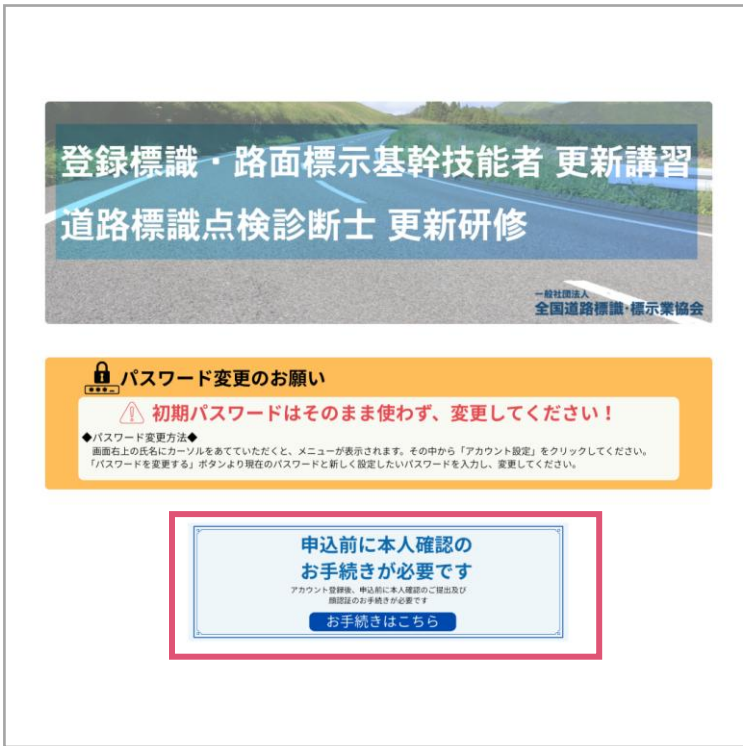 登録標識・路面標示基幹技能者 更新講習
道路標識点検診断士 更新研修
一般社団法人
全国道路標識・標示業協会
パスワード変更のお願い
初期パスワードはそのまま使わず、変更してください！
◆パスワード変更方法◆
画面右上の氏名にカーソルをあてていただくと、メニューが表示されます。その中から「アカウント設定」をクリックしてください。
「パスワードを変更する」ボタンより現在のパスワードと新しく設定したいパスワードを入力し、変更してください。
申込前に本人確認の
お手続きが必要です
アカウント登録後、申込前に本人確認のご提出及び
顔認証のお手続きが必要です
お手続きはこちら